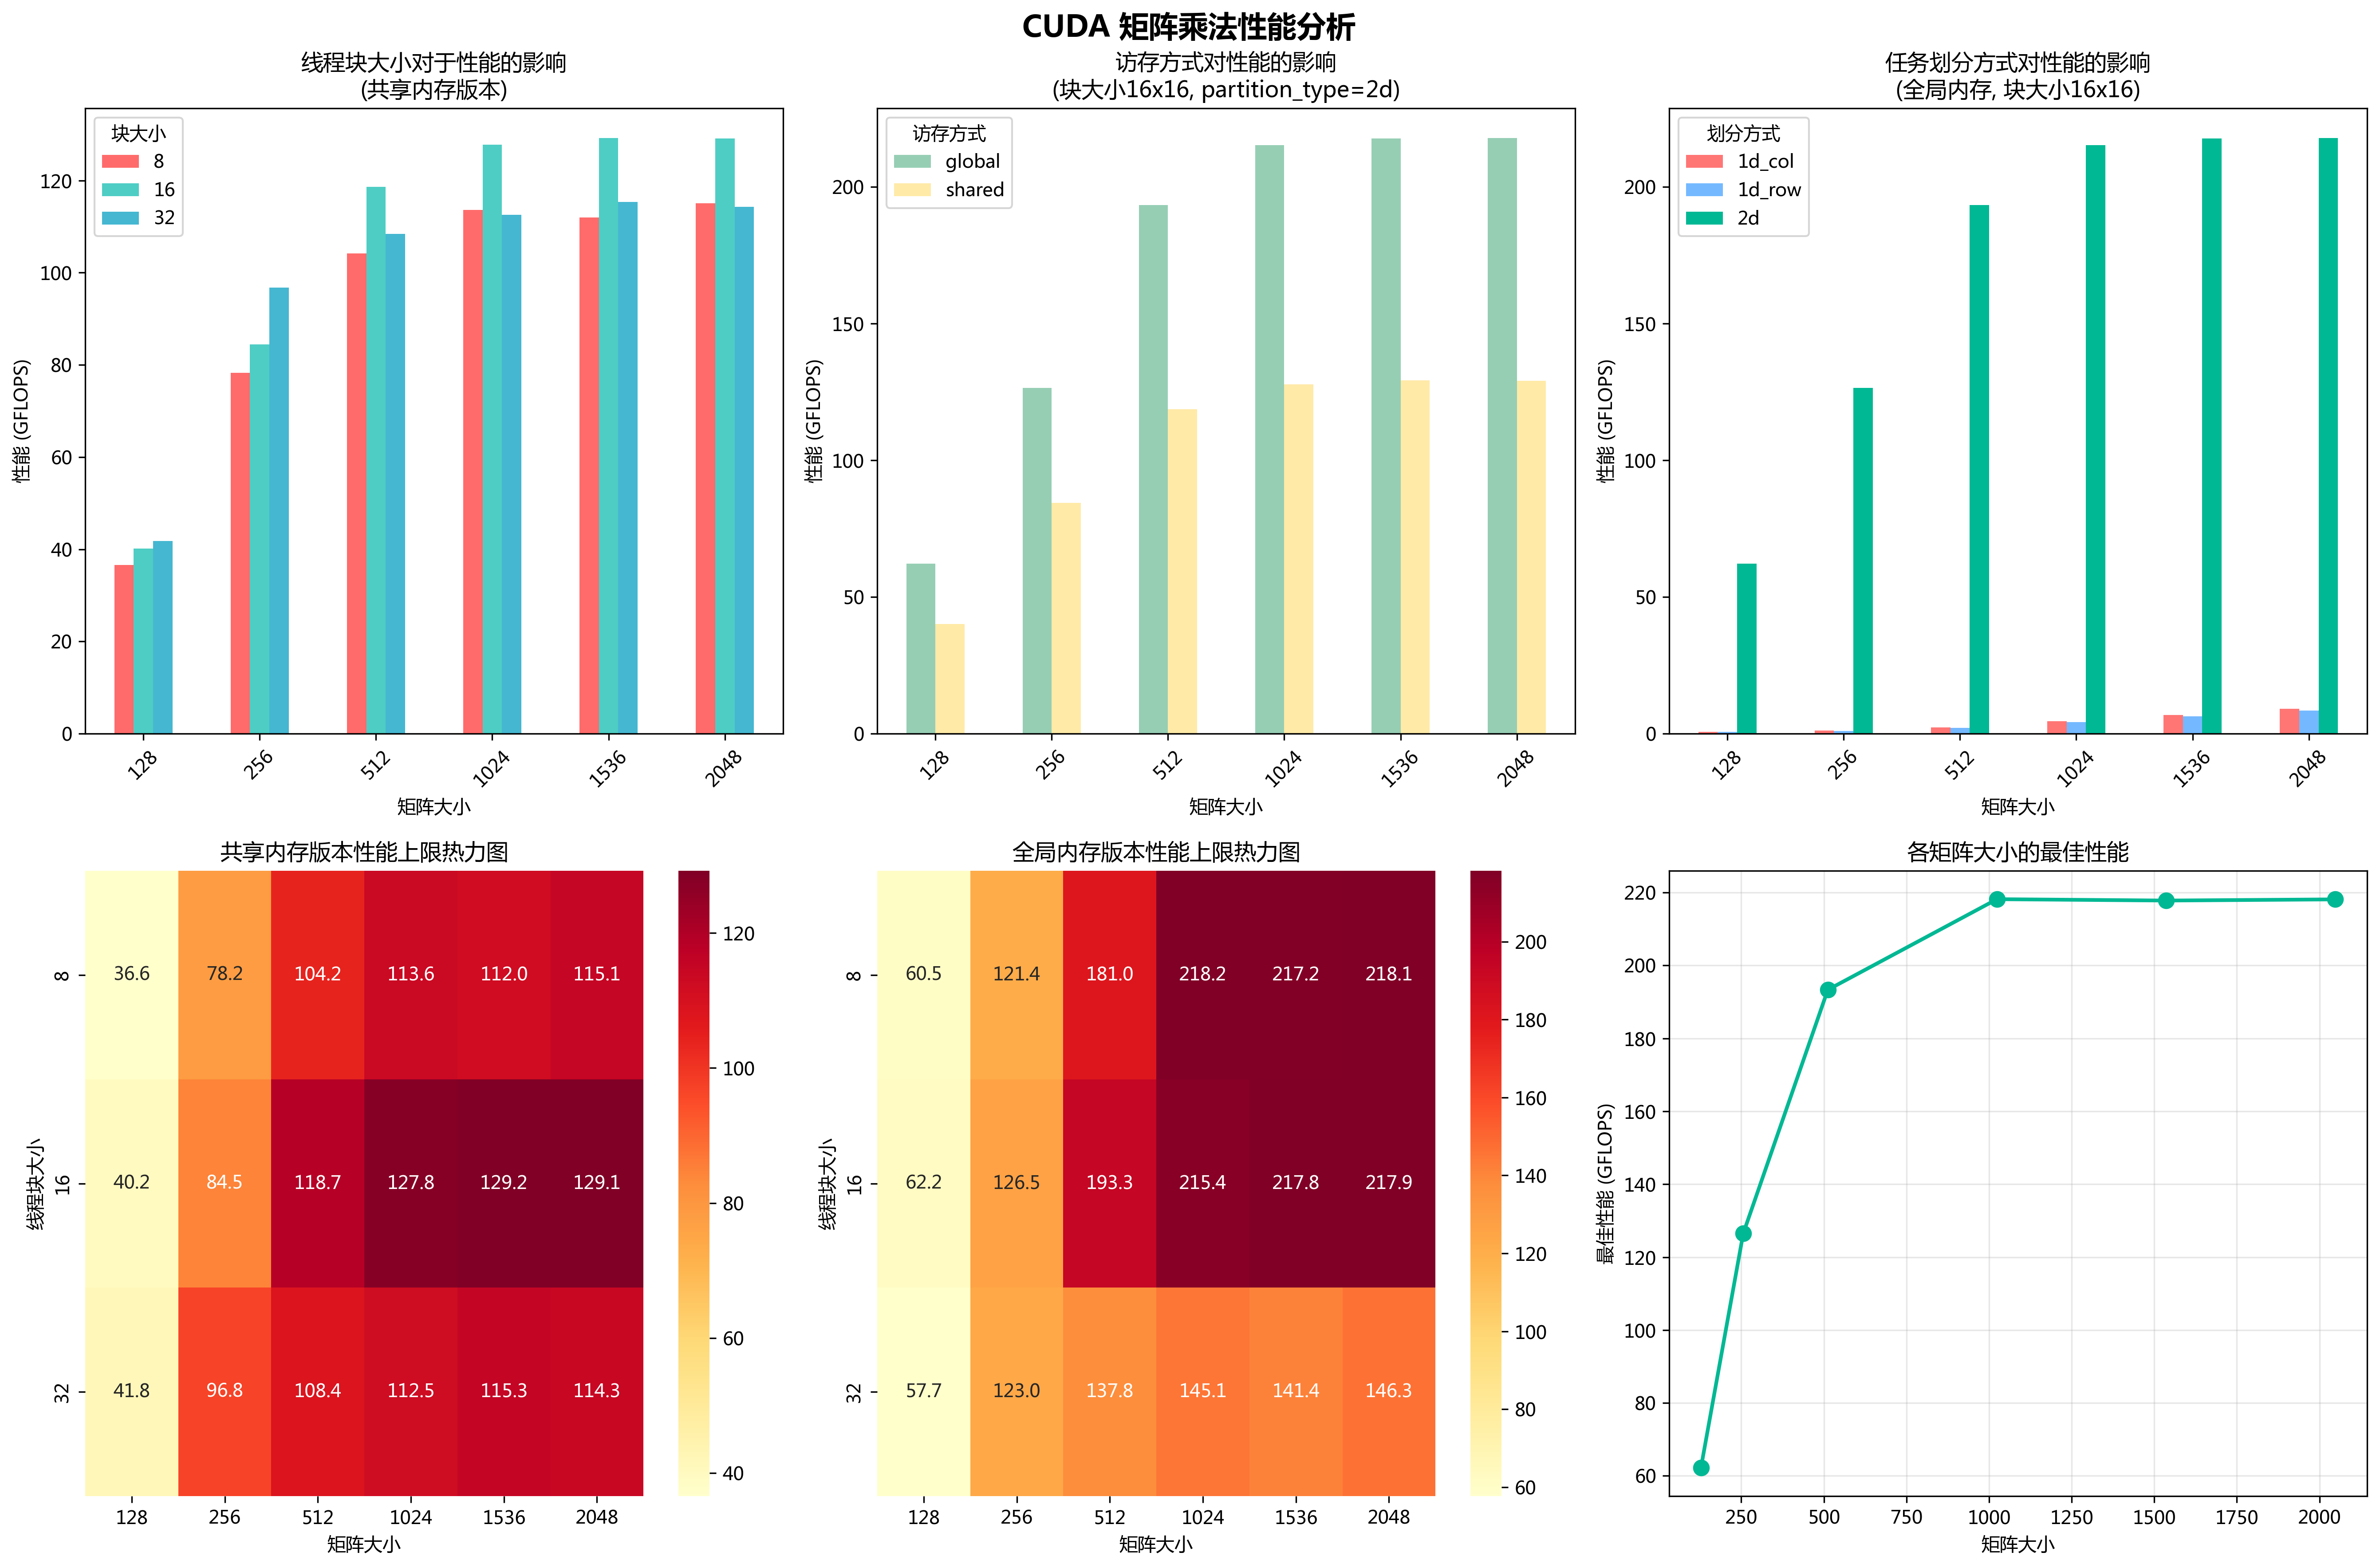 CUDA 矩阵乘法性能分析
线程块大小对于性能的影响
(共享内存版本)
块大小
8
16
32
120
100
80
60
40
20
0
性能 (GFLOPS)
128
256
512
1024
1536
2048
矩阵大小
访存方式对性能的影响
(块大小16x16, partition_type=2d)
访存方式
global
shared
200
150
100
50
0
性能 (GFLOPS)
128
256
512
1024
1536
2048
矩阵大小
任务划分方式对性能的影响
(全局内存, 块大小16x16)
划分方式
1d_col
1d_row
2d
200
150
100
50
0
性能 (GFLOPS)
128
256
512
1024
1536
2048
矩阵大小
共享内存版本性能上限热力图
线程块大小
8
36.6 78.2 104.2 113.6 112.0 115.1
16
40.2 84.5 118.7 127.8 129.2 129.1
32
41.8 96.8 108.4 112.5 115.3 114.3
128 256 512 1024 1536 2048
矩阵大小
120
100
80
60
40
全局内存版本性能上限热力图
线程块大小
8
60.5 121.4 181.0 218.2 217.2 218.1
16
62.2 126.5 193.3 215.4 217.8 217.9
32
57.7 123.0 137.8 145.1 141.4 146.3
128 256 512 1024 1536 2048
矩阵大小
200
180
160
140
120
100
80
60
各矩阵大小的最佳性能
220
200
180
160
140
120
100
80
60
最佳性能 (GFLOPS)
250 500 750 1000 1250 1500 1750 2000
矩阵大小